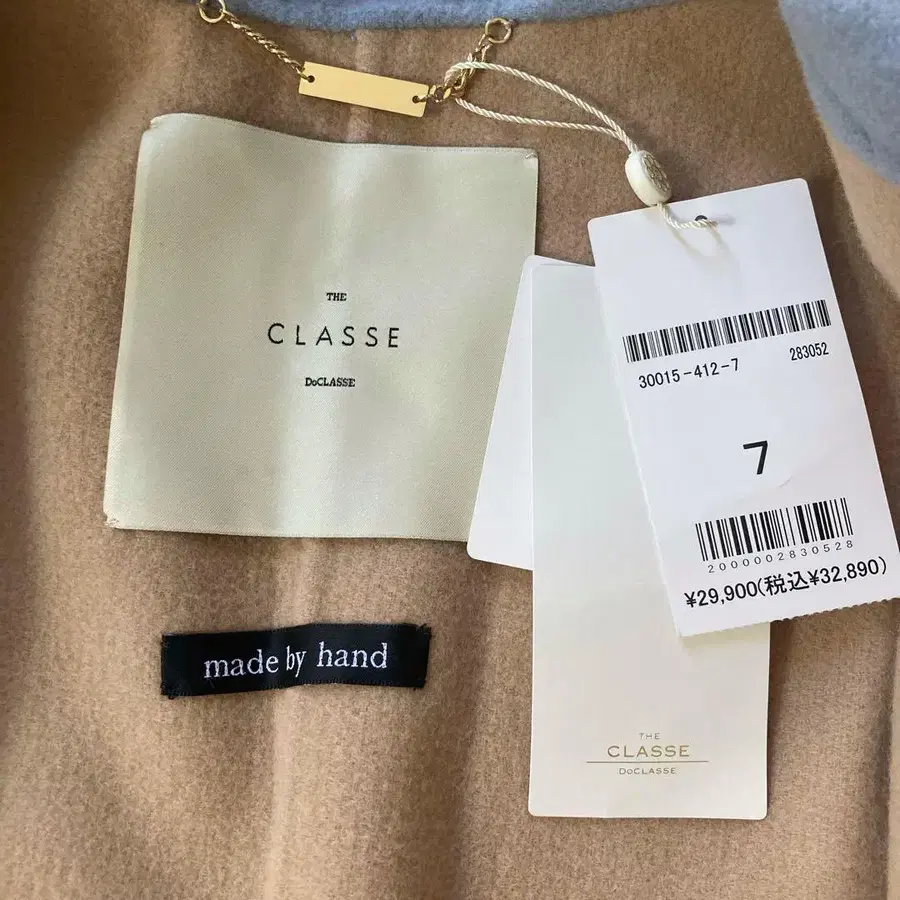 THE
CLASSE
DoCLASSE
made by hand
30015-412-7 283052
7
2000002830528
¥29,900(税込¥32,890)
THE
CLASSE
DoCLASSE